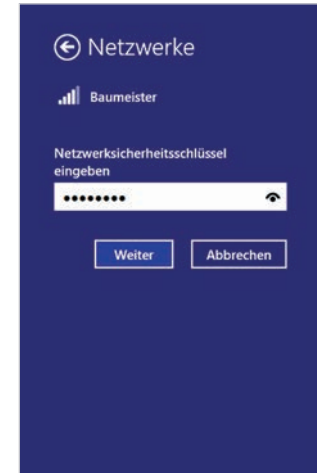 Netzwerke
Baumeister
Netzwerksicherheitsschlüssel
eingeben
••••••••
Weiter Abbrechen